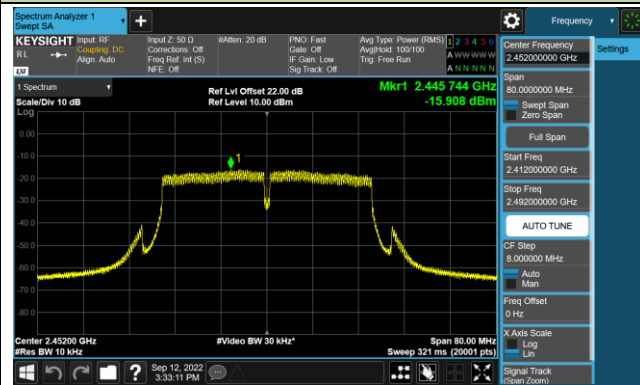 Spectrum Analyzer 1
Swept SA
+
Frequency
KEYSIGHT
RL
LXI
Input: RF
Coupling: DC
Align: Auto
Input Z: 50 Ω
Corrections: Off
Freq Ref: Int (S)
NFE: Off
#Atten: 20 dB
PNO: Fast
Gate: Off
IF Gain: Low
Sig Track: Off
Avg Type: Power (RMS)
Avg|Hold: 100/100
Trig: Free Run
1 2 3 4 5 6
A W W W W W
A N N N N N
1 Spectrum
Scale/Div 10 dB
Log
Ref Lvl Offset 22.00 dB
Ref Level 10.00 dBm
Mkr1 2.445 744 GHz
-15.908 dBm
1
0.00
-10.0
-20.0
-30.0
-40.0
-50.0
-60.0
-70.0
-80.0
Center 2.45200 GHz
#Res BW 10 kHz
#Video BW 30 kHz*
Span 80.00 MHz
Sweep 321 ms (20001 pts)
Center Frequency
2.452000000 GHz
Settings
Span
80.0000000 MHz
Swept Span
Zero Span
Full Span
Start Freq
2.412000000 GHz
Stop Freq
2.492000000 GHz
AUTO TUNE
CF Step
8.000000 MHz
Auto
Man
Freq Offset
0 Hz
X Axis Scale
Log
Lin
Signal Track
(Span Zoom)
?
Sep 12, 2022
3:33:11 PM